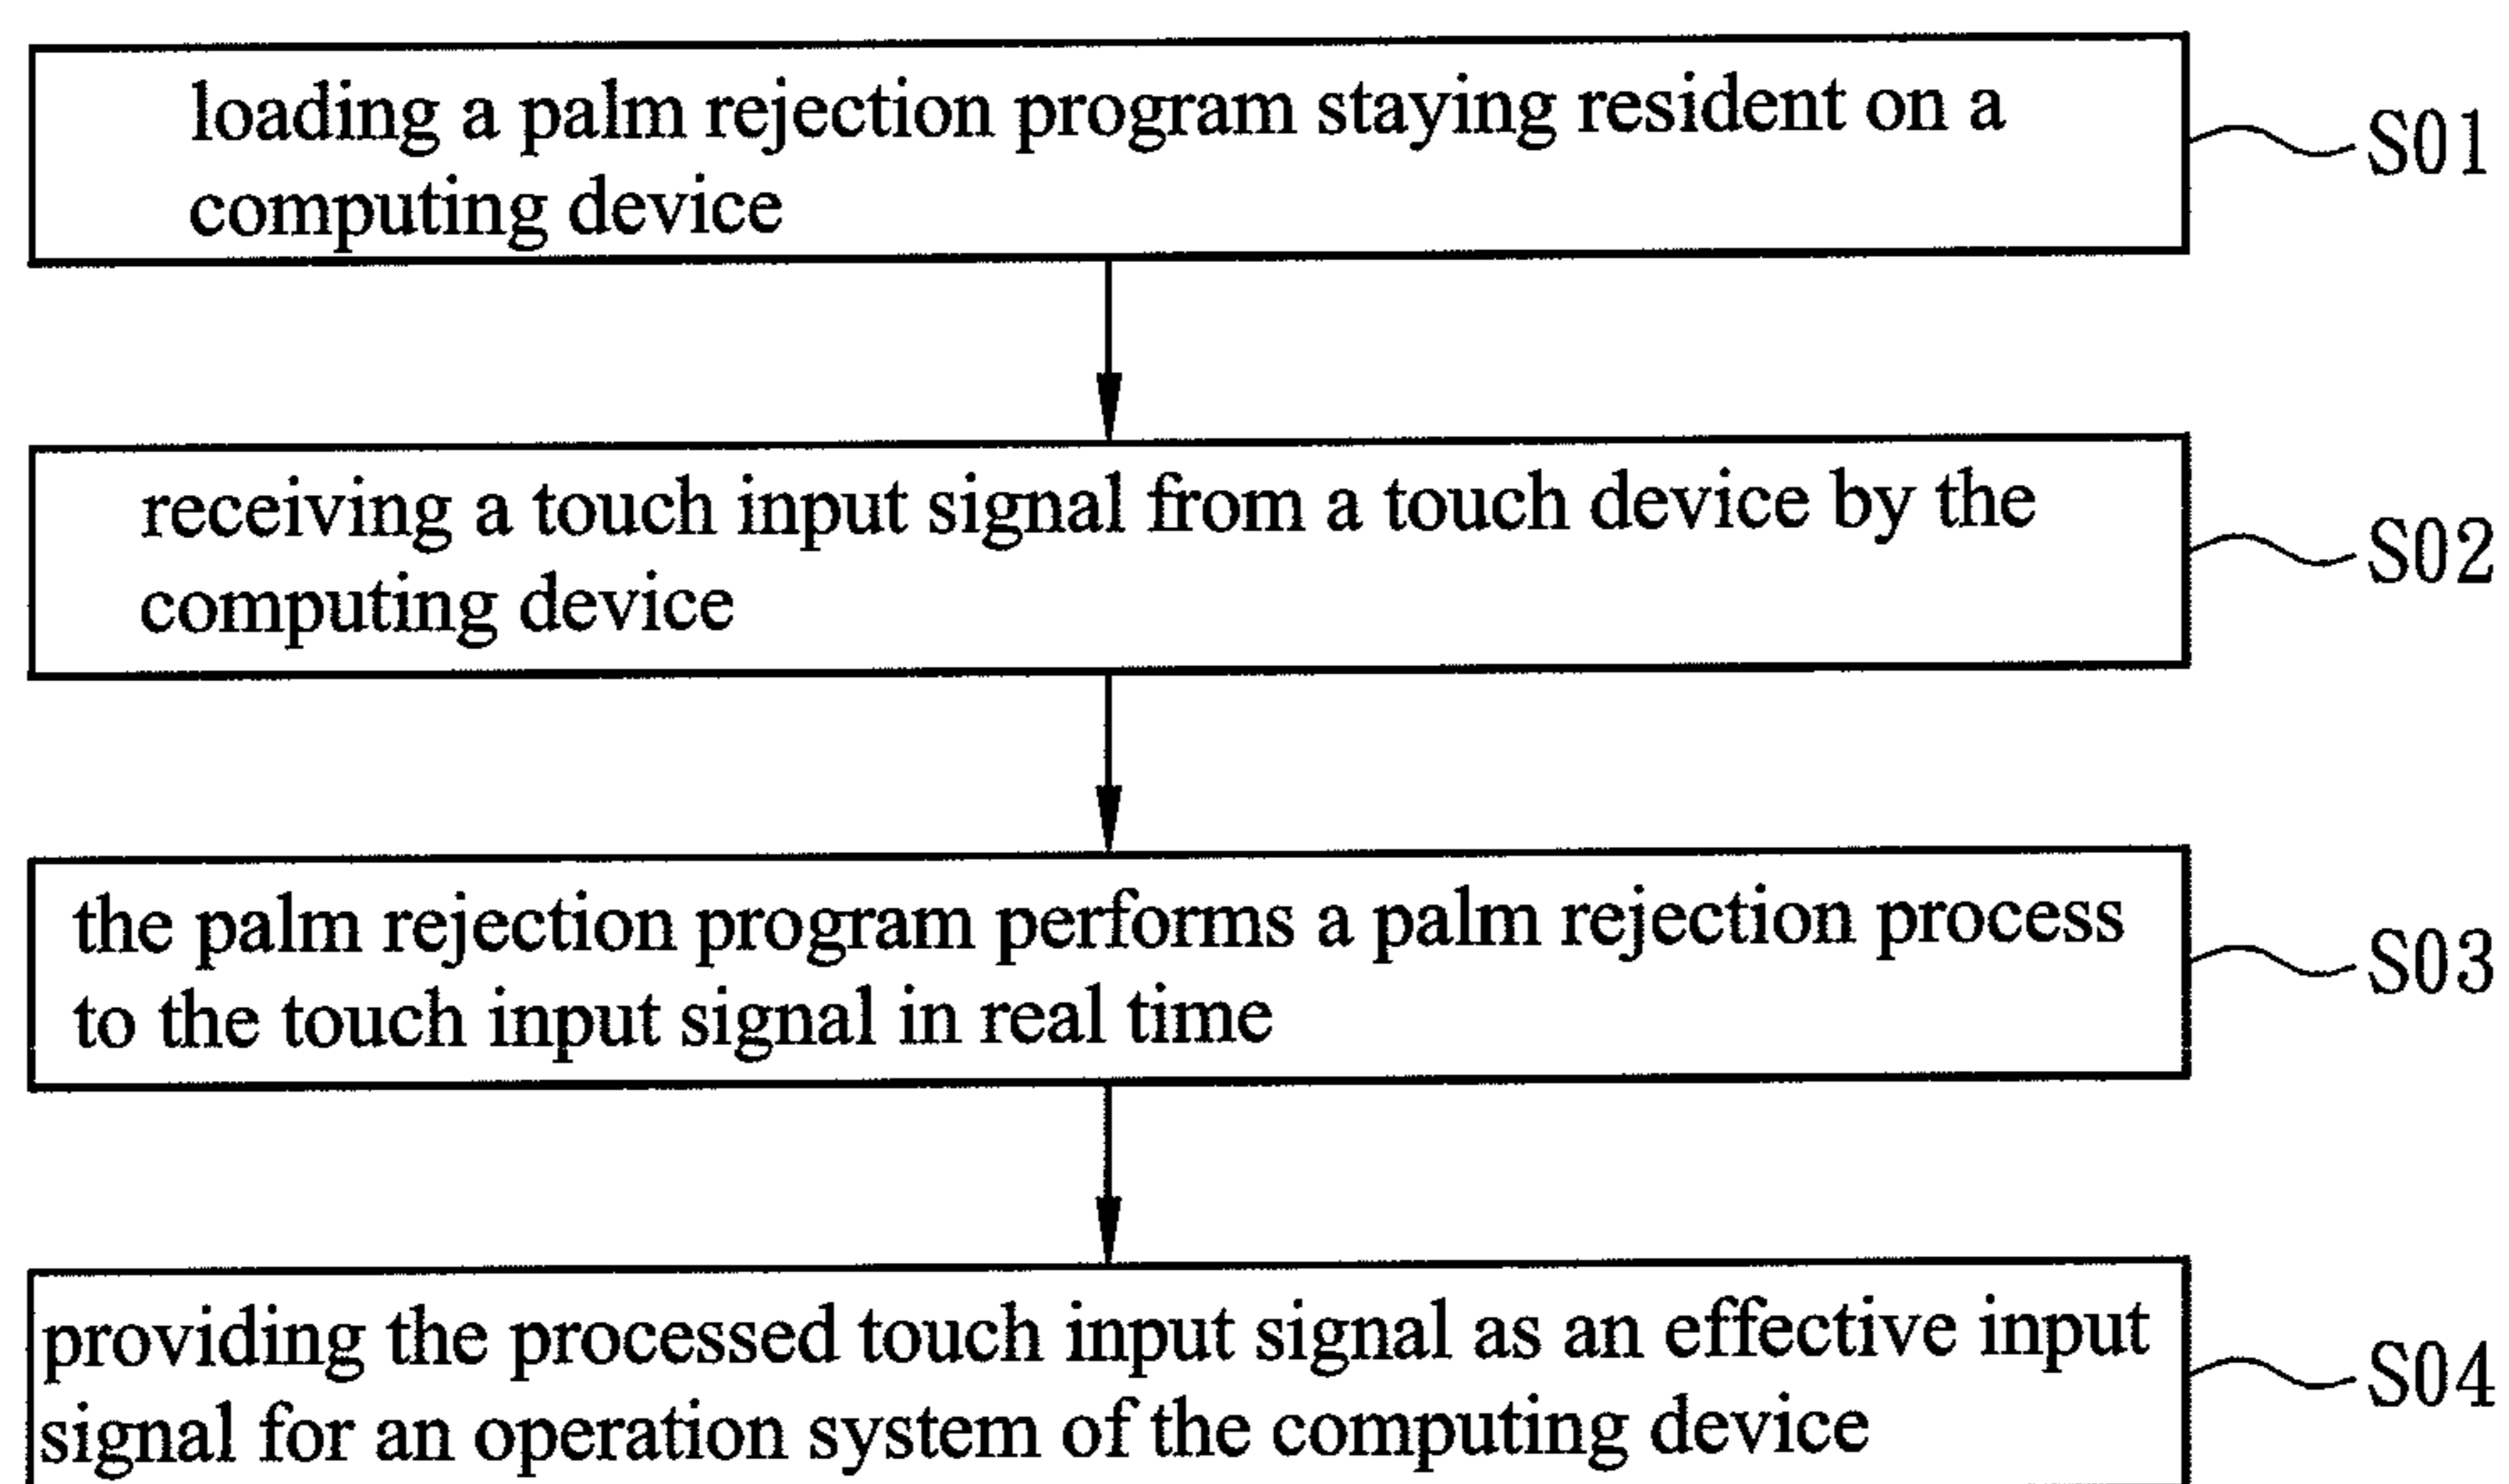 loading a palm rejection program staying resident on a
computing device
S01
receiving a touch input signal from a touch device by the
computing device
S02
the palm rejection program performs a palm rejection process
to the touch input signal in real time
S03
providing the processed touch input signal as an effective input
signal for an operation system of the computing device
S04